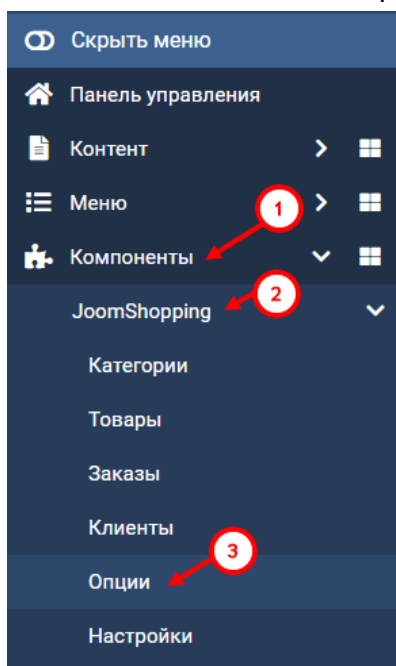 Скрыть меню
Панель управления
Контент
Меню
1
Компоненты
2
JoomShopping
Категории
Товары
Заказы
Клиенты
3
Опции
Настройки